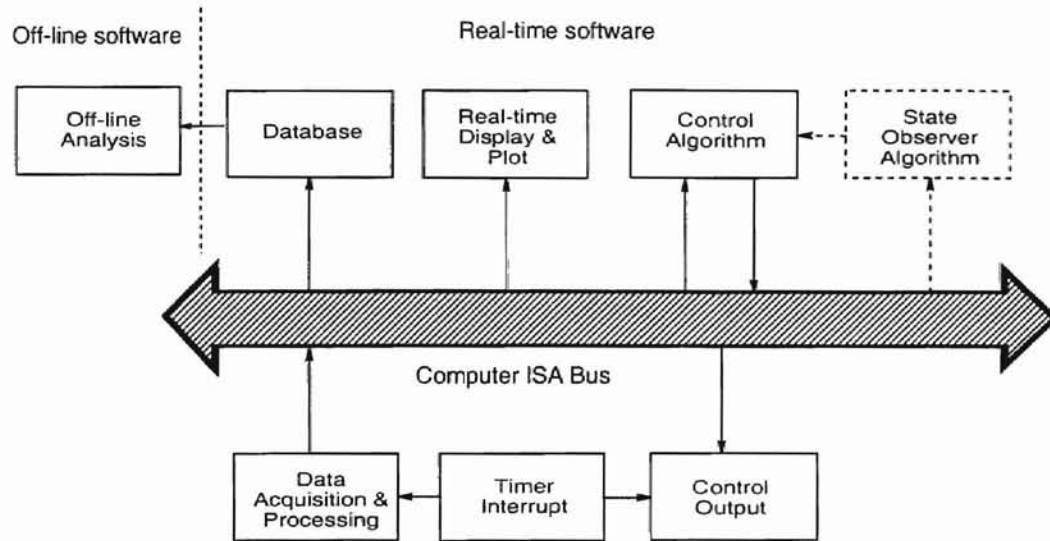 Off-line software
Real-time software
Off-line
Analysis
Database
Real-time
Display &
Plot
Control
Algorithm
State
Observer
Algorithm
Computer ISA Bus
Data
Acquisition &
Processing
Timer
Interrupt
Control
Output